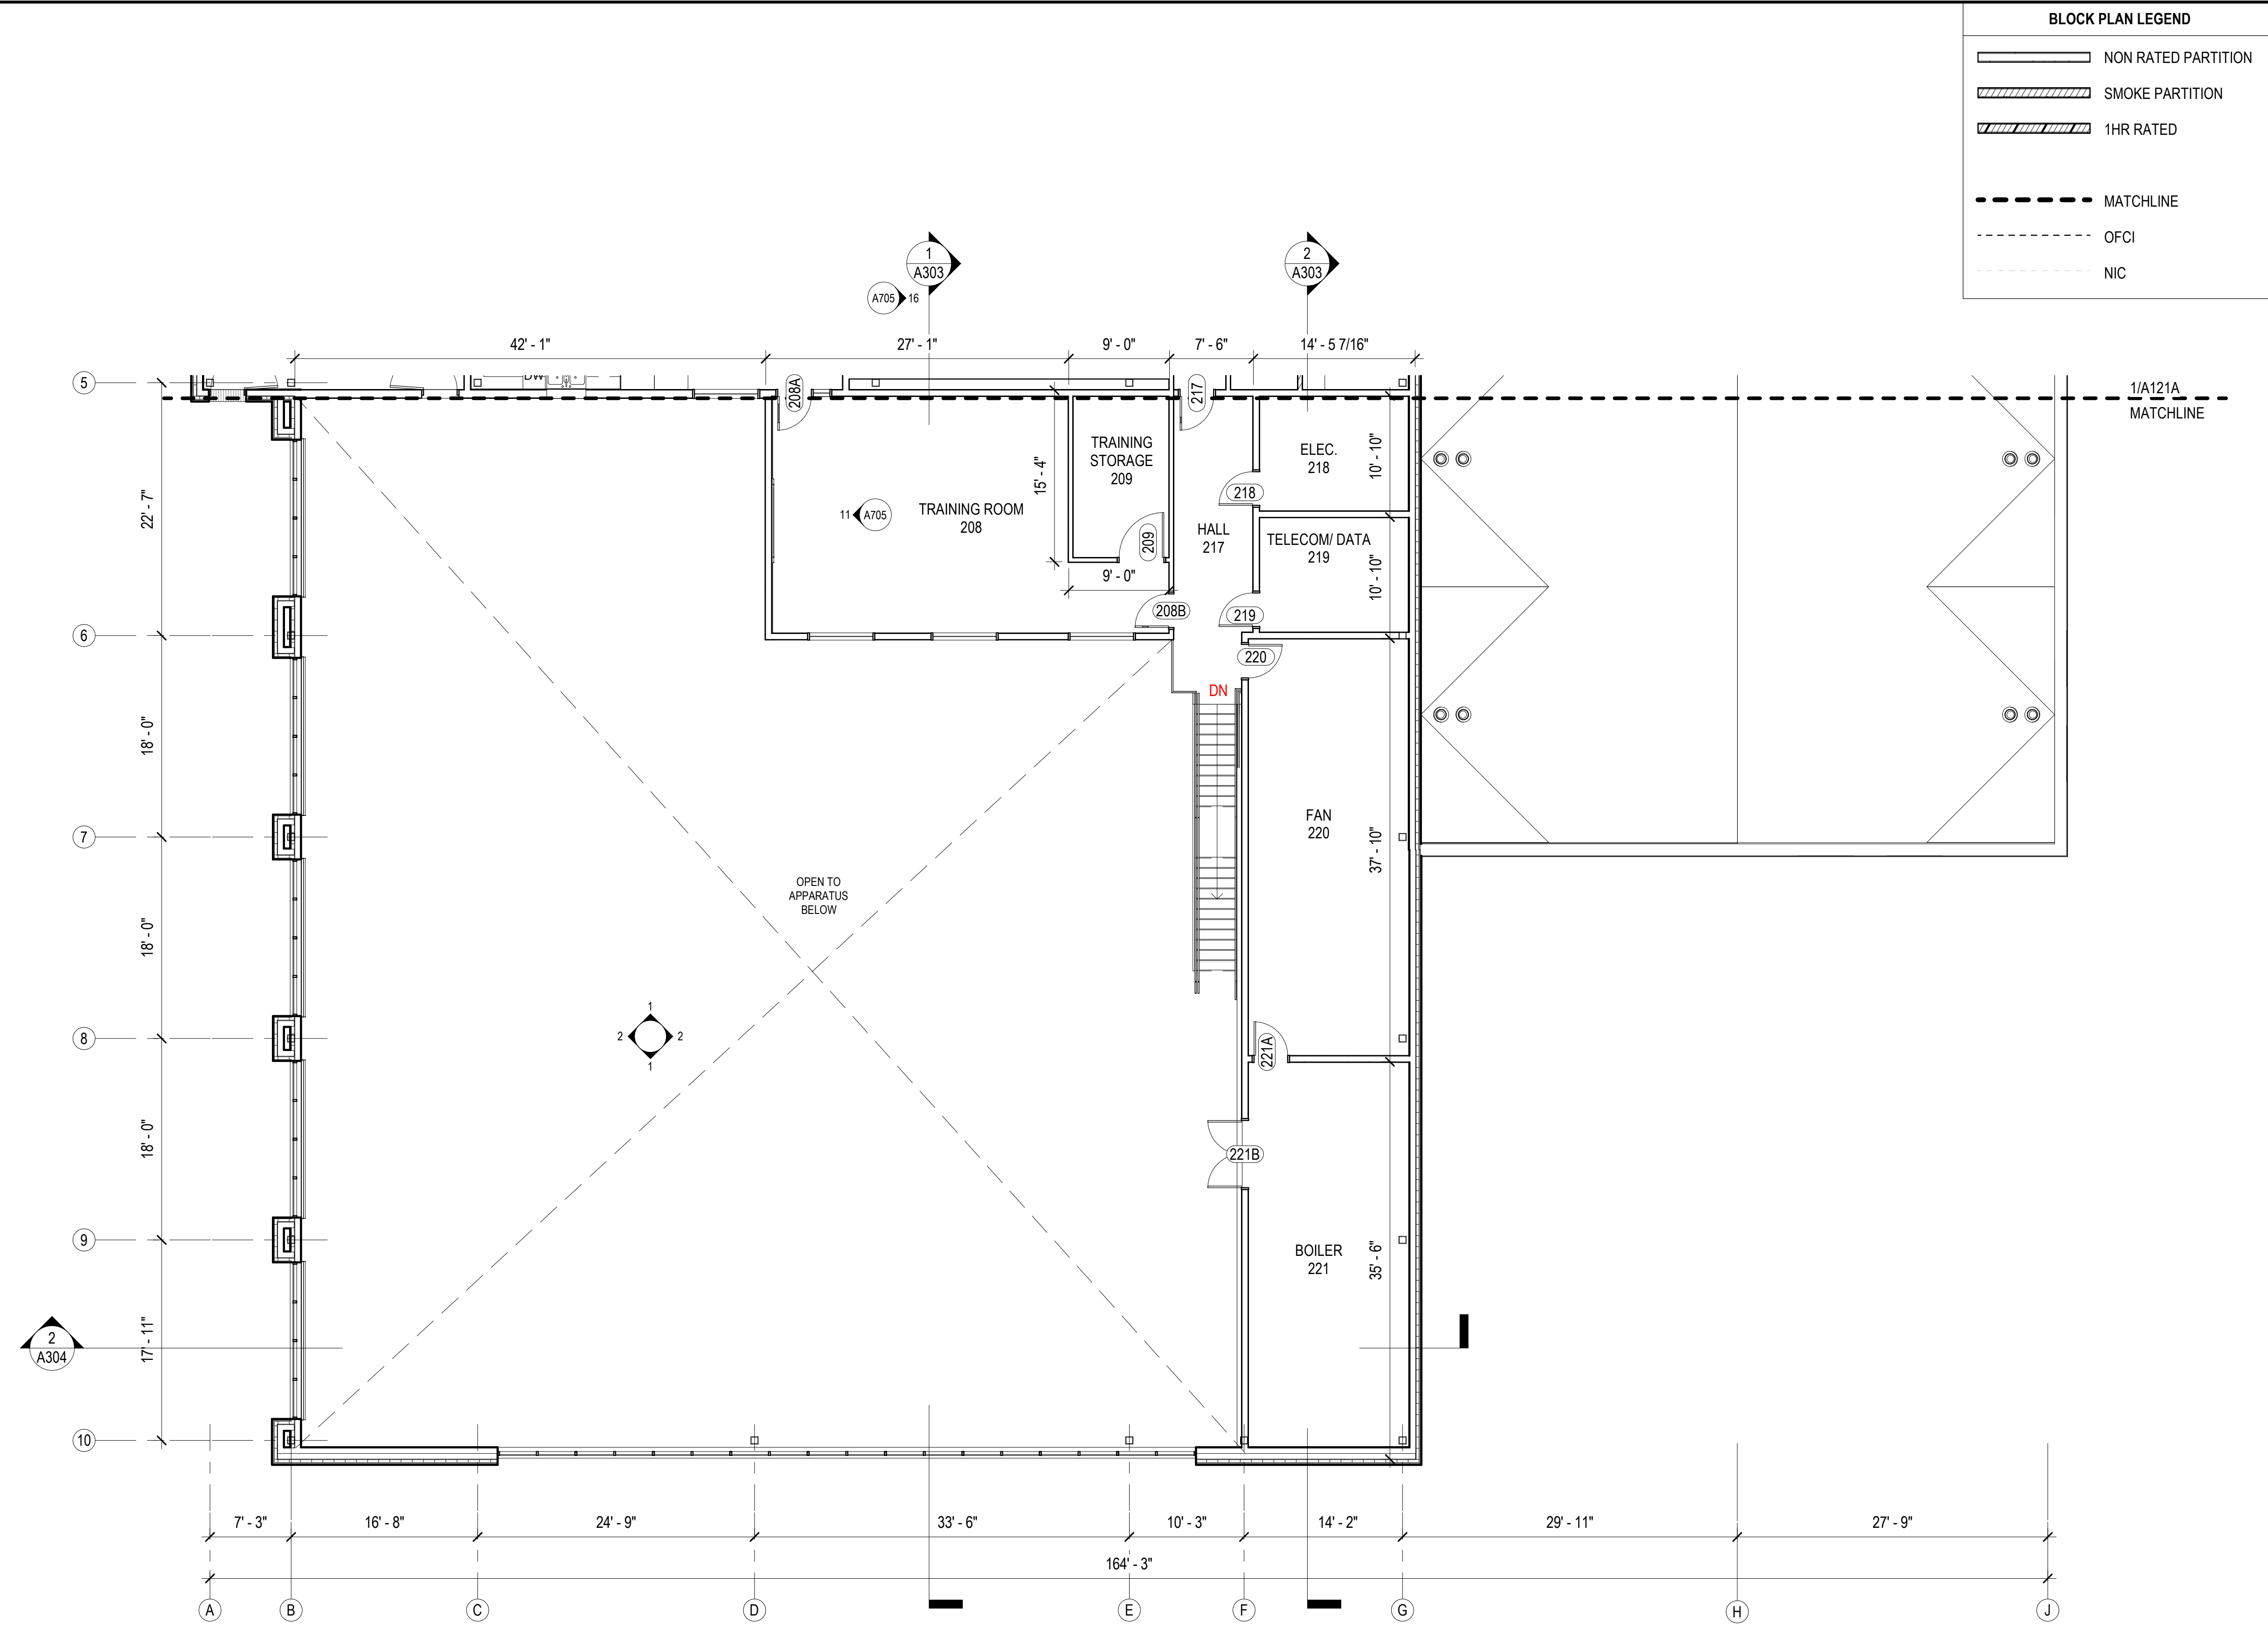 BLOCK PLAN LEGEND
NON RATED PARTITION
SMOKE PARTITION
1HR RATED
MATCHLINE
OFCI
NIC
1
A303
2
A303
A705
16
42' - 1"
27' - 1"
9' - 0"
7' - 6"
14' - 5 7/16"
5
DW
208A
217
1/A121A
MATCHLINE
TRAINING
STORAGE
209
ELEC.
218
10' - 10"
15' - 4"
22' - 7"
218
11
A705
TRAINING ROOM
208
HALL
217
209
TELECOM/ DATA
219
10' - 10"
9' - 0"
208B
219
6
220
DN
18' - 0"
FAN
220
7
37' - 10"
OPEN TO
APPARATUS
BELOW
18' - 0"
1
2
2
1
8
221A
18' - 0"
221B
9
BOILER
221
35' - 6"
17' - 11"
2
A304
10
7' - 3"
16' - 8"
24' - 9"
33' - 6"
10' - 3"
14' - 2"
29' - 11"
27' - 9"
164' - 3"
A
B
C
D
E
F
G
H
J